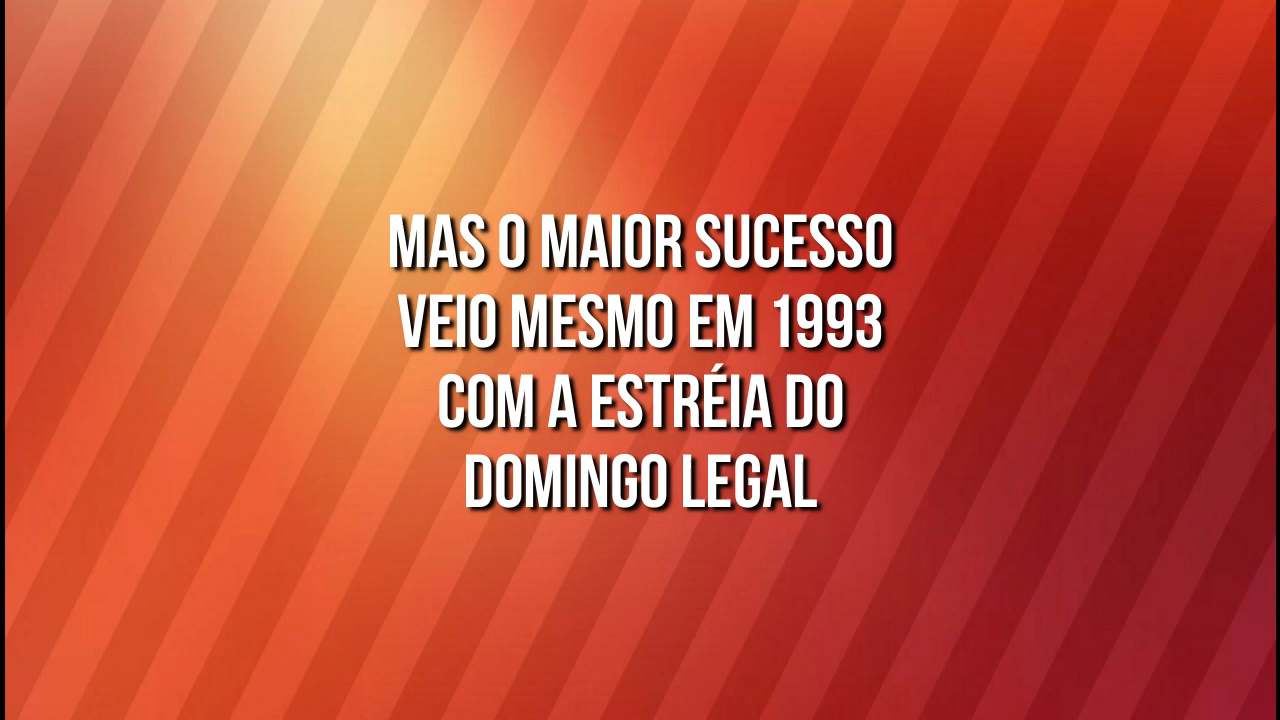 MAS O MAIOR SUCESSO
VEIO MESMO EM 1993
COM A ESTRÉIA DO
DOMINGO LEGAL